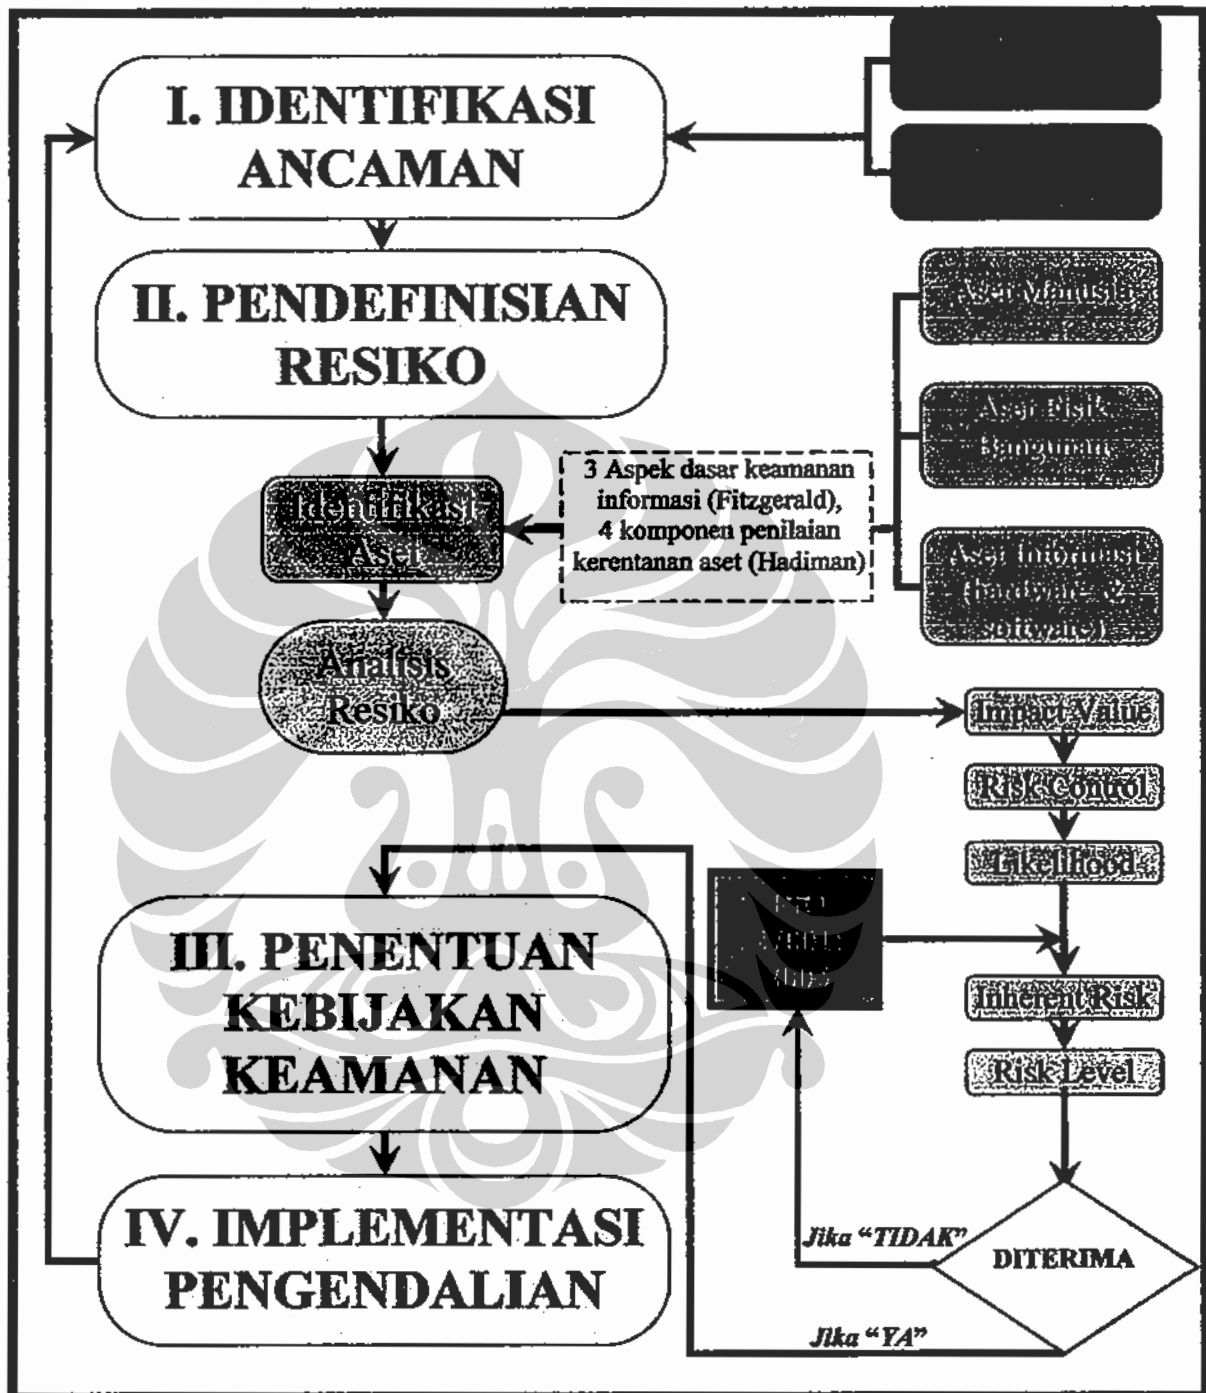 I. IDENTIFIKASI
ANCAMAN
II. PENDEFINISIAN
RESIKO
Aset Manusia
Aset Fisik
Bangunan
3 Aspek dasar keamanan
informasi (Fitzgerald),
4 komponen penilaian
kerentanan aset (Hadiman)
Identifikasi
Aset
Aset Informasi
(hardware &
software)
Analisis
Resiko
Impact Value
Risk Control
Likelihood
III. PENENTUAN
KEBIJAKAN
KEAMANAN
Inherent Risk
Risk Level
IV. IMPLEMENTASI
PENGENDALIAN
Jika “TIDAK”
DITERIMA
Jika “YA”